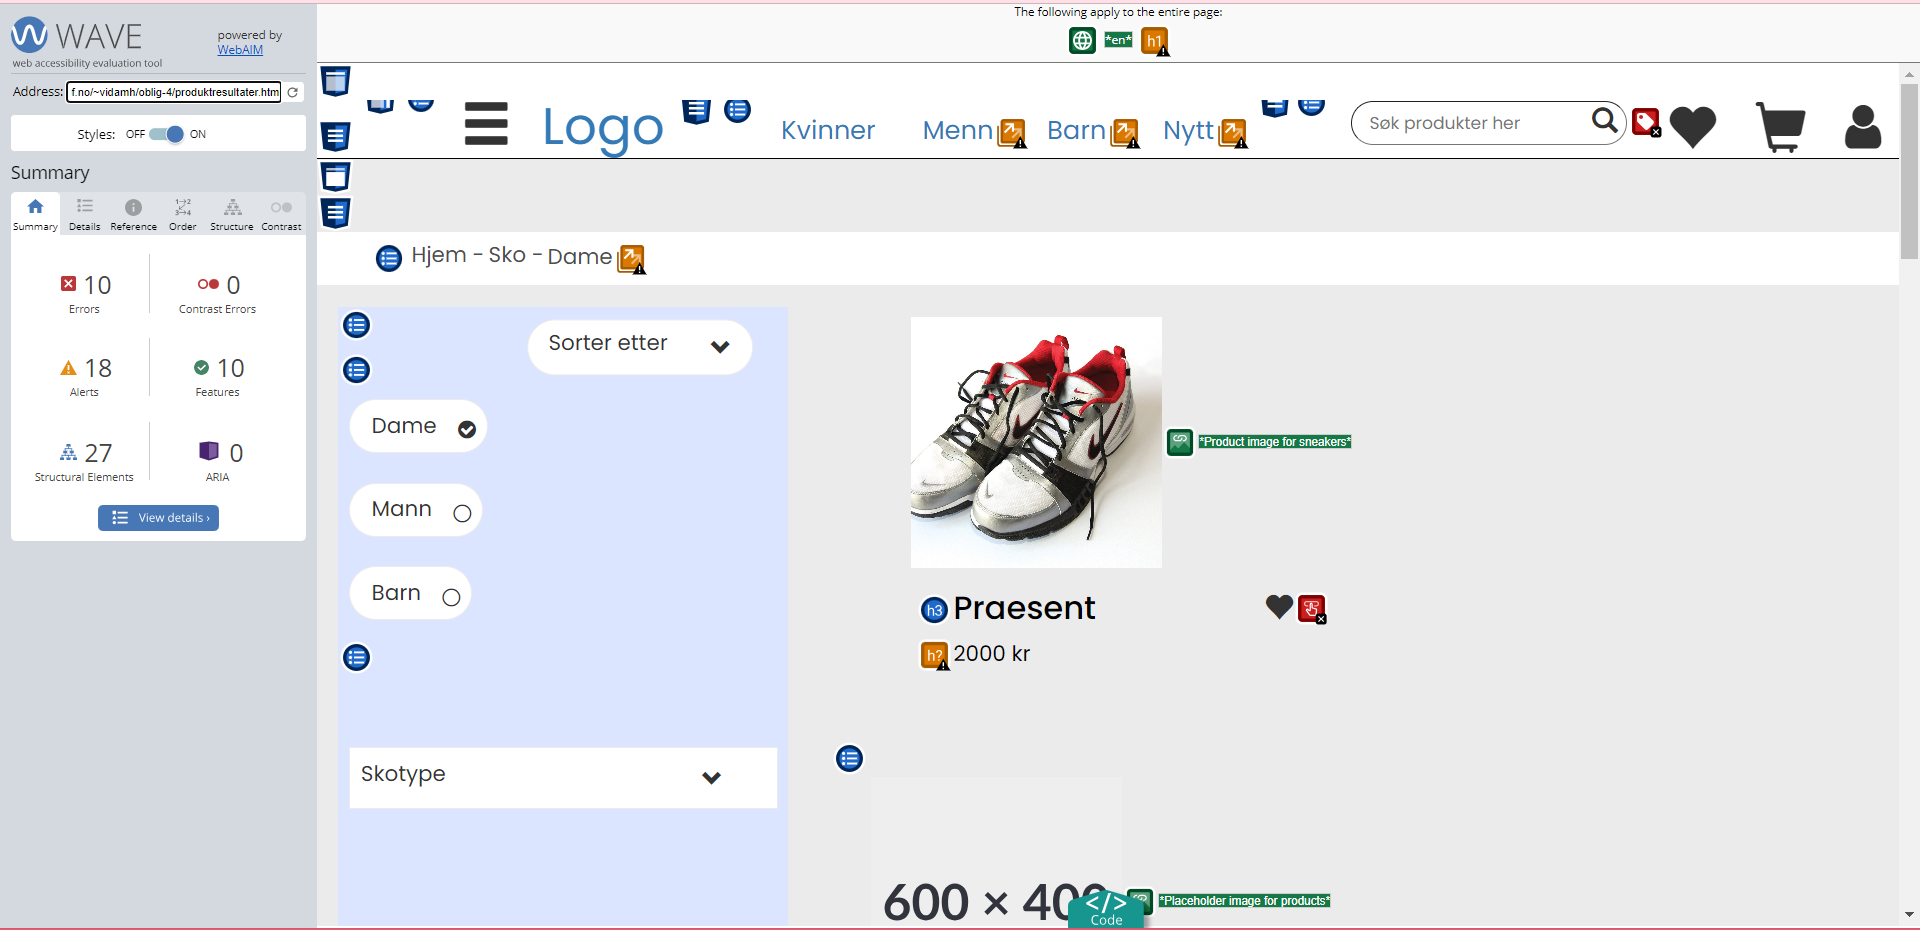 WAVE
powered by
WebAIM
web accessibility evaluation tool
Address: f.no/~vidamh/oblig-4/produktresultater.htm
Styles: OFF ON
Summary
Summary Details Reference Order Structure Contrast
10
Errors
0
Contrast Errors
18
Alerts
10
Features
27
Structural Elements
0
ARIA
View details ›
The following apply to the entire page:
*en* h1
Logo
Kvinner
Menn
Barn
Nytt
Søk produkter her
Hjem - Sko - Dame
Sorter etter
Dame
Mann
Barn
Skotype
*Product image for sneakers*
h3 Praesent
h? 2000 kr
600 × 400
*Placeholder image for products*
</> Code